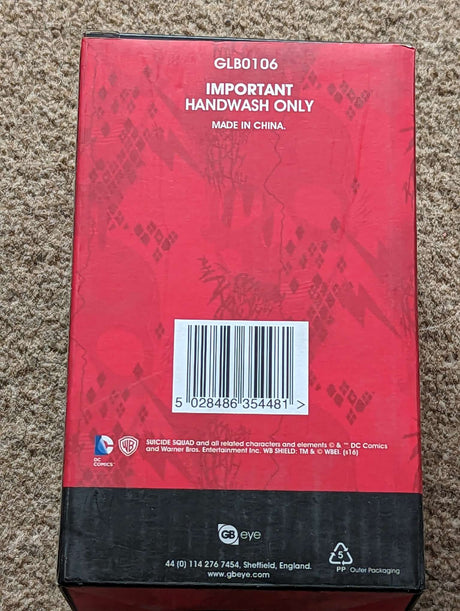 GLB0106
IMPORTANT
HANDWASH ONLY
MADE IN CHINA.
5 028486 354481 >
DC
COMICS™
WB
SUICIDE SQUAD and all related characters and elements © & ™ DC Comics
and Warner Bros. Entertainment Inc. WB SHIELD: TM & © WBEI. (s16)
GB eye
44 (0) 114 276 7454, Sheffield, England.
www.gbeye.com
5
PP Outer Packaging